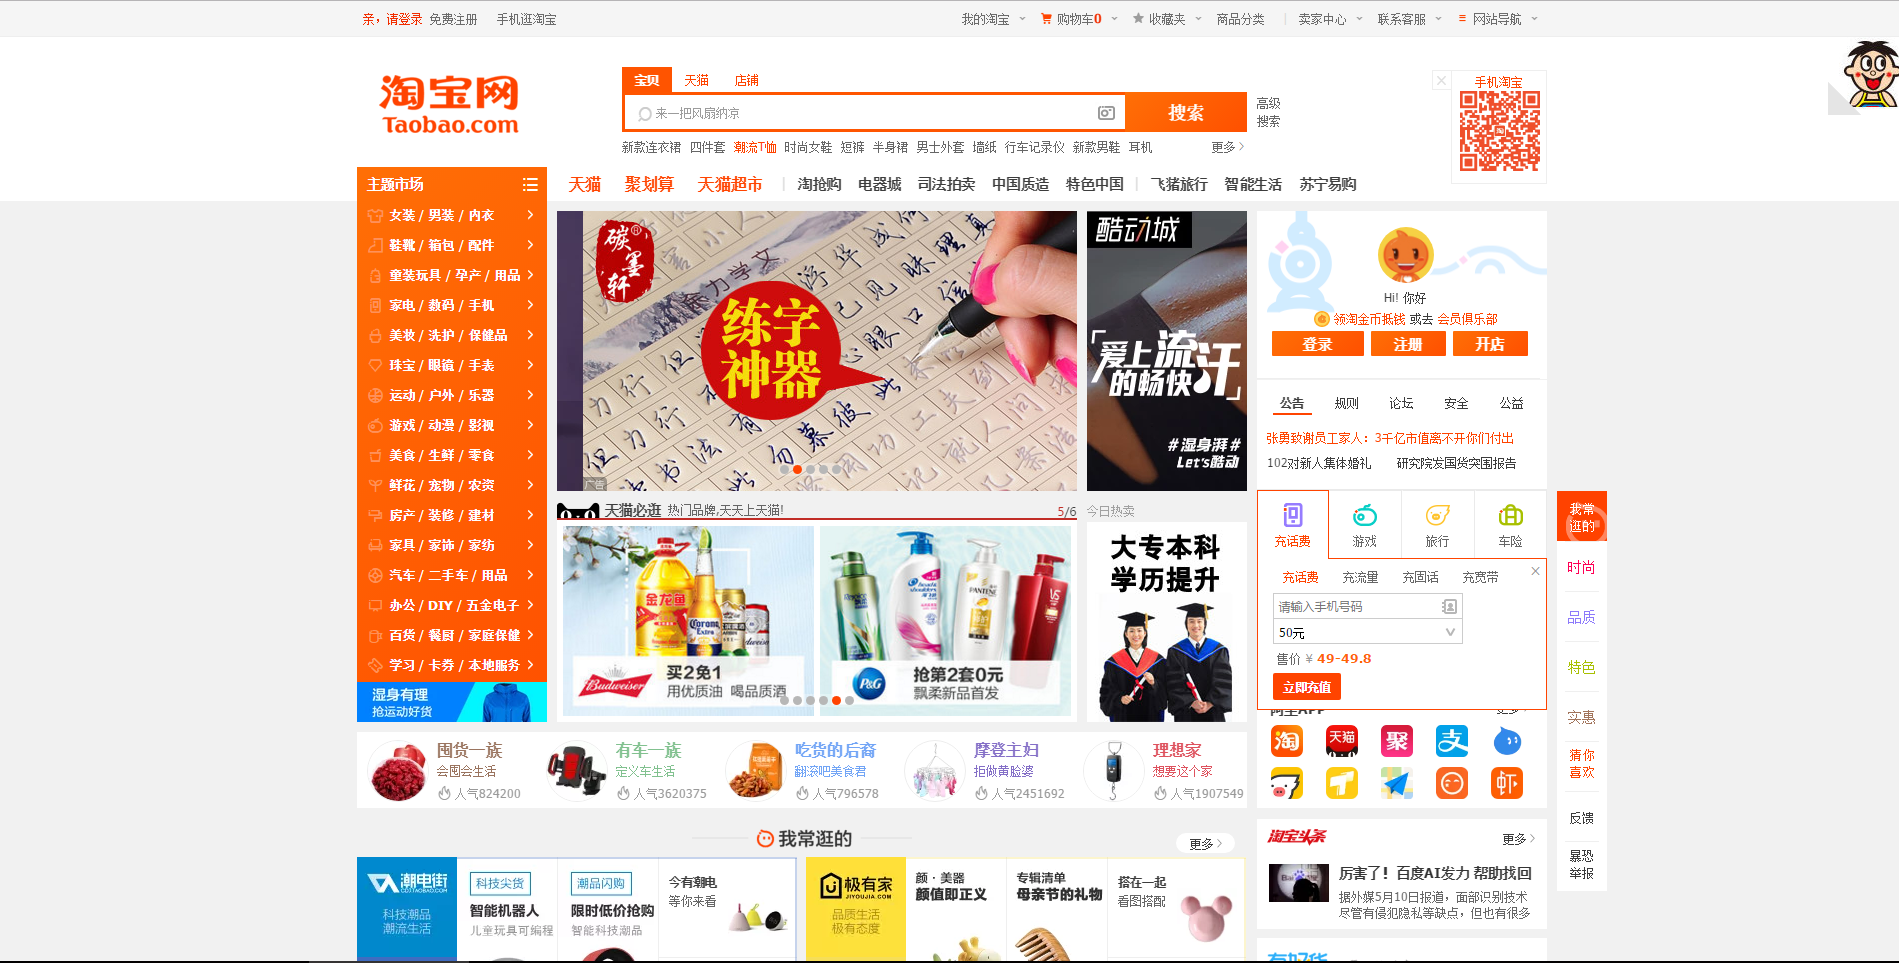 亲，请登录 免费注册 手机逛淘宝
我的淘宝 购物车0 收藏夹 商品分类 卖家中心 联系客服 网站导航
淘宝网
Taobao.com
宝贝 天猫 店铺
来一把风扇纳凉
搜索
高级
搜索
新款连衣裙 四件套 潮流T恤 时尚女鞋 短裤 半身裙 男士外套 墙纸 行车记录仪 新款男鞋 耳机 更多
手机淘宝
主题市场
天猫 聚划算 天猫超市 淘抢购 电器城 司法拍卖 中国质造 特色中国 飞猪旅行 智能生活 苏宁易购
女装 / 男装 / 内衣
鞋靴 / 箱包 / 配件
童装玩具 / 孕产 / 用品
家电 / 数码 / 手机
美妆 / 洗护 / 保健品
珠宝 / 眼镜 / 手表
运动 / 户外 / 乐器
游戏 / 动漫 / 影视
美食 / 生鲜 / 零食
鲜花 / 宠物 / 农资
房产 / 装修 / 建材
家具 / 家饰 / 家纺
汽车 / 二手车 / 用品
办公 / DIY / 五金电子
百货 / 餐厨 / 家庭保健
学习 / 卡券 / 本地服务
湿身有理
抢运动好货
碳墨轩
练字
神器
广告
酷动城
「爱上流汗
的畅快」
#湿身湃#
Let's酷动
Hi! 你好
领淘金币抵钱 或去 会员俱乐部
登录 注册 开店
公告 规则 论坛 安全 公益
张勇致谢员工家人：3千亿市值离不开你们付出
102对新人集体婚礼 研究院发国货突围报告
充话费 游戏 旅行 车险
充话费 充流量 充固话 充宽带
请输入手机号码
50元
售价 ¥ 49-49.8
立即充值
天猫必逛 热门品牌,天天上天猫! 5/6
金龙鱼
Corona
Extra
Budweiser
买2免1
用优质油 喝品质酒
head&
shoulders
PANTENE
VS
P&G
抢第2套0元
飘柔新品首发
今日热卖
大专本科
学历提升
我常
逛的
时尚
品质
特色
实惠
猜你
喜欢
反馈
暴恐
举报
阿里APP 更多
淘 天猫 聚 支
虾
囤货一族
会囤会生活
人气824200
有车一族
定义车生活
人气3620375
吃货的后裔
翻滚吧美食君
人气796578
摩登主妇
拒做黄脸婆
人气2451692
理想家
想要这个家
人气1907549
我常逛的
更多
潮电街
科技潮品
潮流生活
科技尖货
智能机器人
儿童玩具可编程
潮品闪购
限时低价抢购
智能科技潮品
今有潮电
等你来看
极有家
JIYOUJIA.COM
品质生活
极有态度
颜·美器
颜值即正义
专辑清单
母亲节的礼物
搭在一起
看图搭配
淘宝头条 更多
厉害了！百度AI发力 帮助找回
据外媒5月10日报道，面部识别技术
尽管有侵犯隐私等缺点，但也有很多
有好货